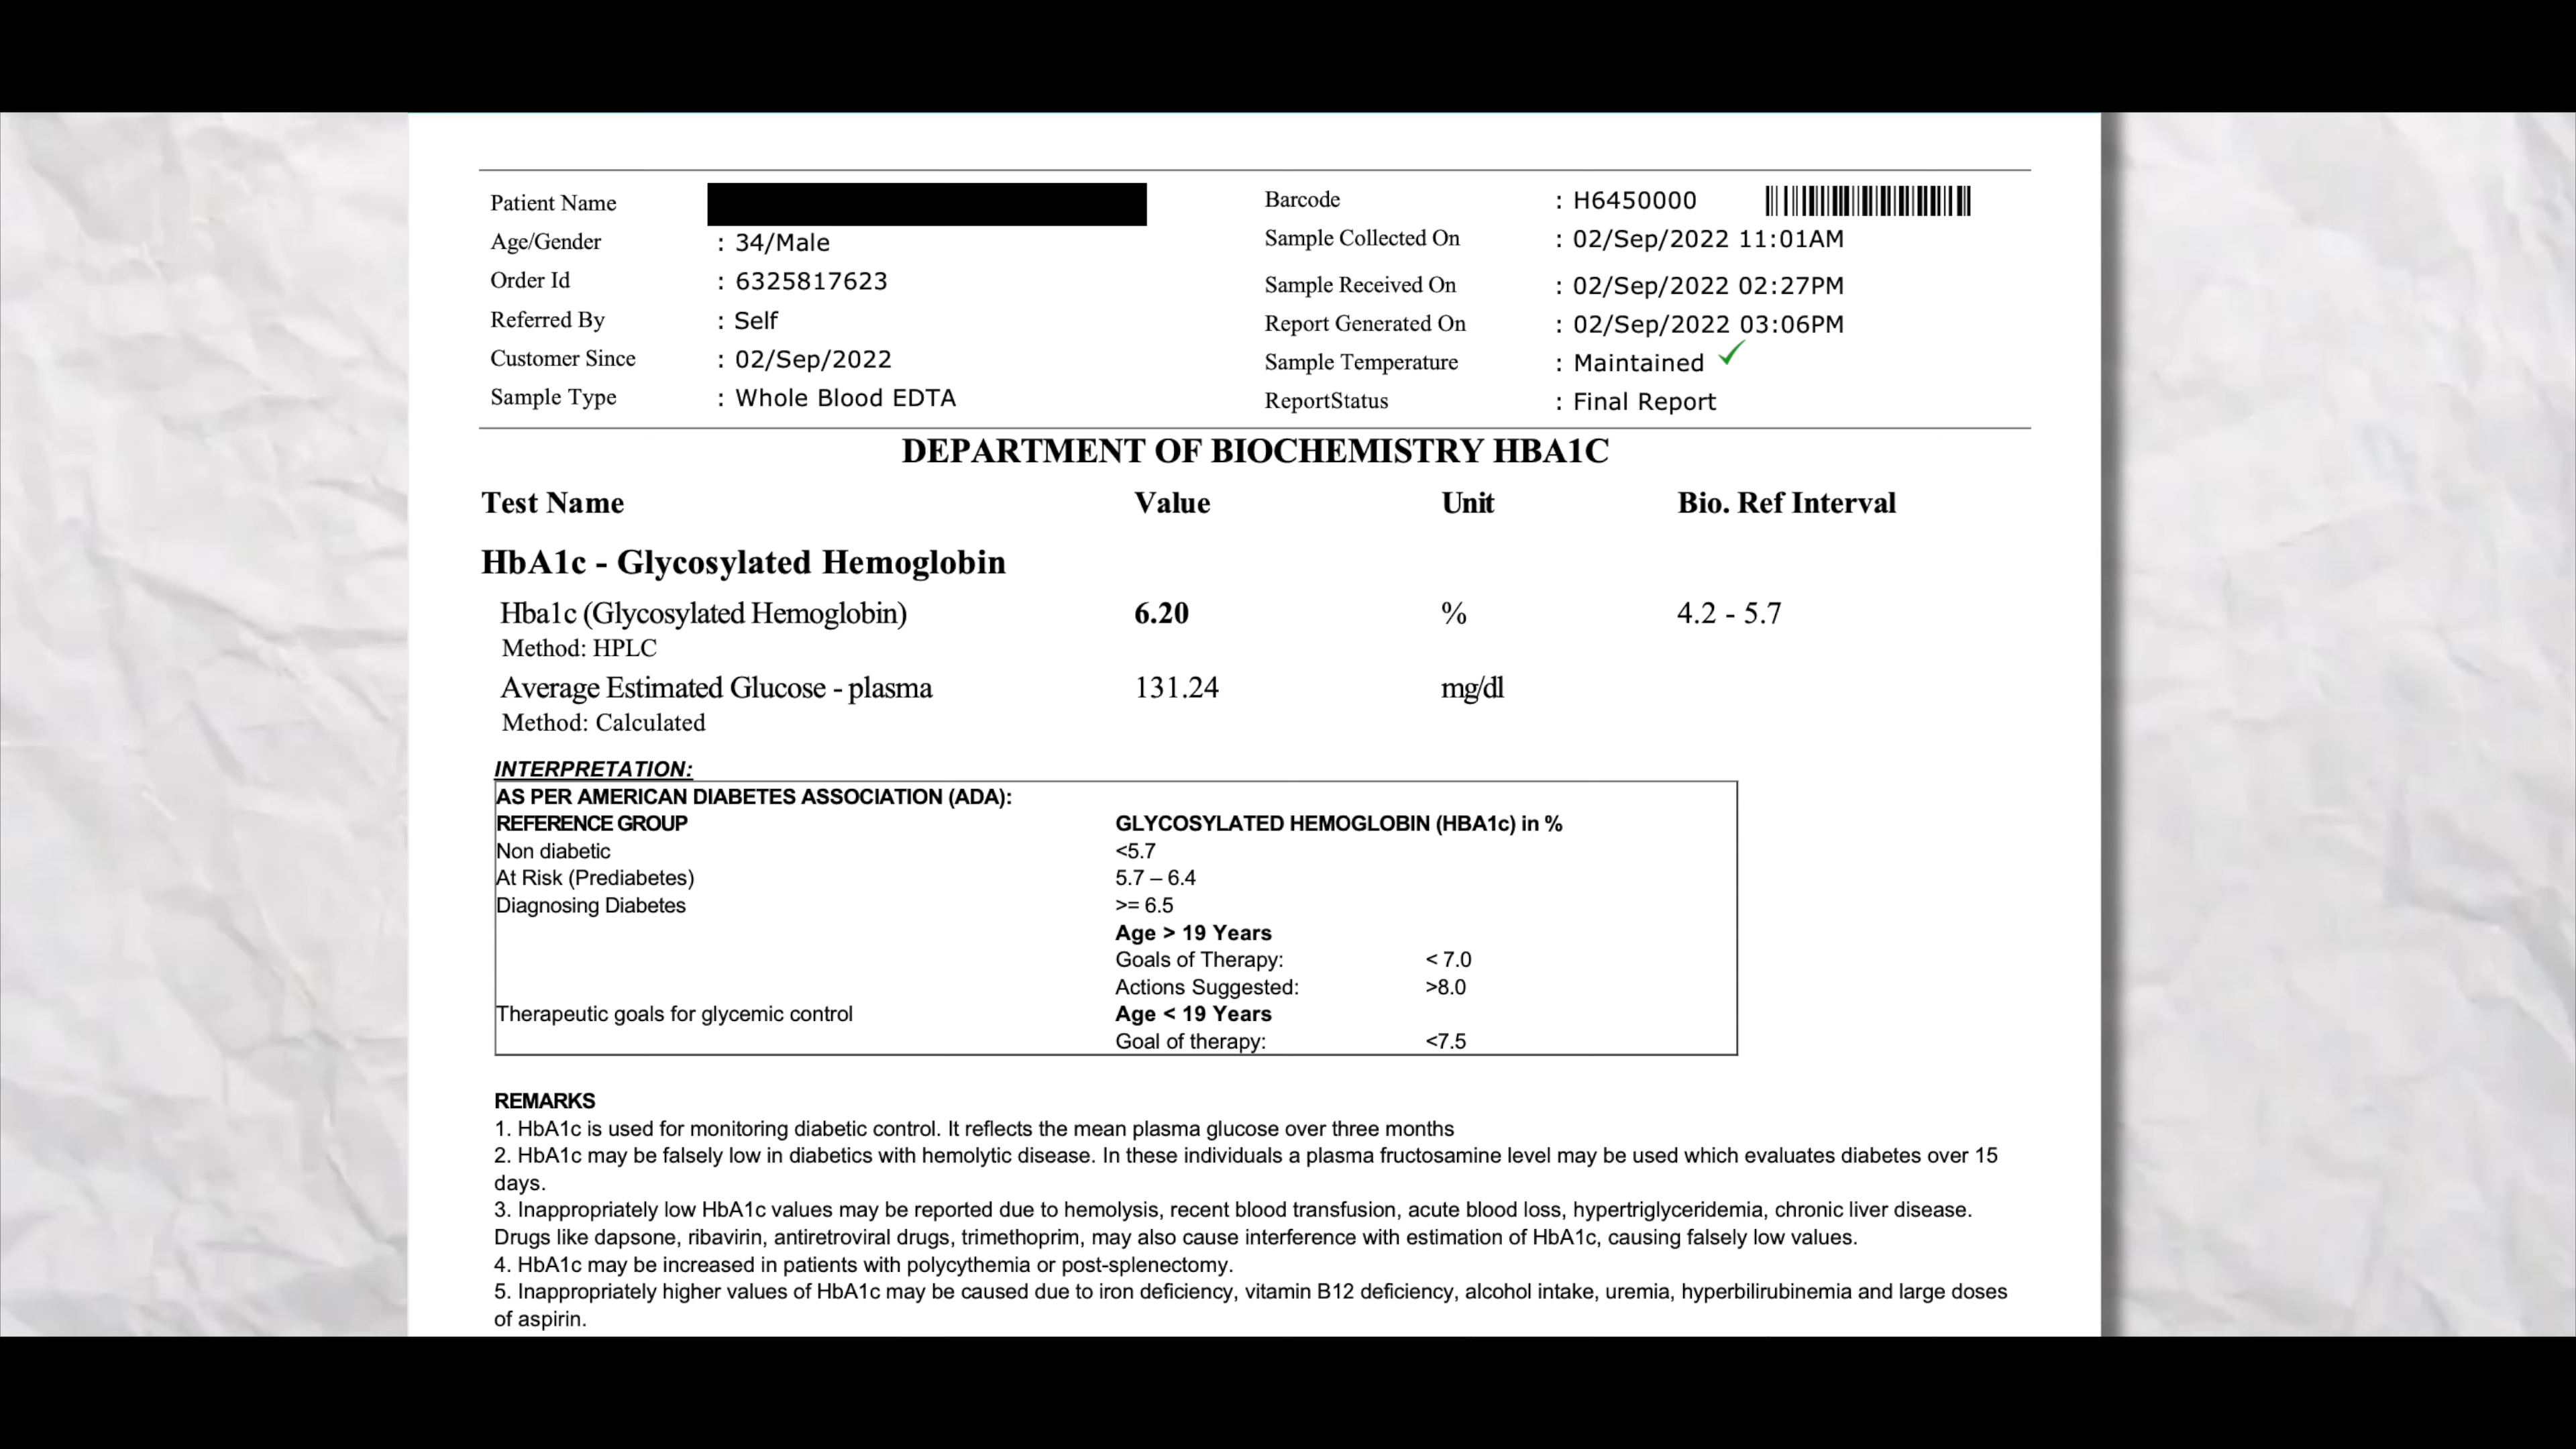 Patient Name
Age/Gender : 34/Male
Order Id : 6325817623
Referred By : Self
Customer Since : 02/Sep/2022
Sample Type : Whole Blood EDTA
Barcode : H6450000
Sample Collected On : 02/Sep/2022 11:01AM
Sample Received On : 02/Sep/2022 02:27PM
Report Generated On : 02/Sep/2022 03:06PM
Sample Temperature : Maintained
ReportStatus : Final Report
DEPARTMENT OF BIOCHEMISTRY HBA1C
Test Name Value Unit Bio. Ref Interval
HbA1c - Glycosylated Hemoglobin
Hba1c (Glycosylated Hemoglobin) 6.20 % 4.2 - 5.7
Method: HPLC
Average Estimated Glucose - plasma 131.24 mg/dl
Method: Calculated
INTERPRETATION:
AS PER AMERICAN DIABETES ASSOCIATION (ADA):
REFERENCE GROUP GLYCOSYLATED HEMOGLOBIN (HBA1c) in %
Non diabetic <5.7
At Risk (Prediabetes) 5.7 – 6.4
Diagnosing Diabetes >= 6.5
Age > 19 Years
Goals of Therapy: < 7.0
Actions Suggested: >8.0
Therapeutic goals for glycemic control Age < 19 Years
Goal of therapy: <7.5
REMARKS
1. HbA1c is used for monitoring diabetic control. It reflects the mean plasma glucose over three months
2. HbA1c may be falsely low in diabetics with hemolytic disease. In these individuals a plasma fructosamine level may be used which evaluates diabetes over 15
days.
3. Inappropriately low HbA1c values may be reported due to hemolysis, recent blood transfusion, acute blood loss, hypertriglyceridemia, chronic liver disease.
Drugs like dapsone, ribavirin, antiretroviral drugs, trimethoprim, may also cause interference with estimation of HbA1c, causing falsely low values.
4. HbA1c may be increased in patients with polycythemia or post-splenectomy.
5. Inappropriately higher values of HbA1c may be caused due to iron deficiency, vitamin B12 deficiency, alcohol intake, uremia, hyperbilirubinemia and large doses
of aspirin.